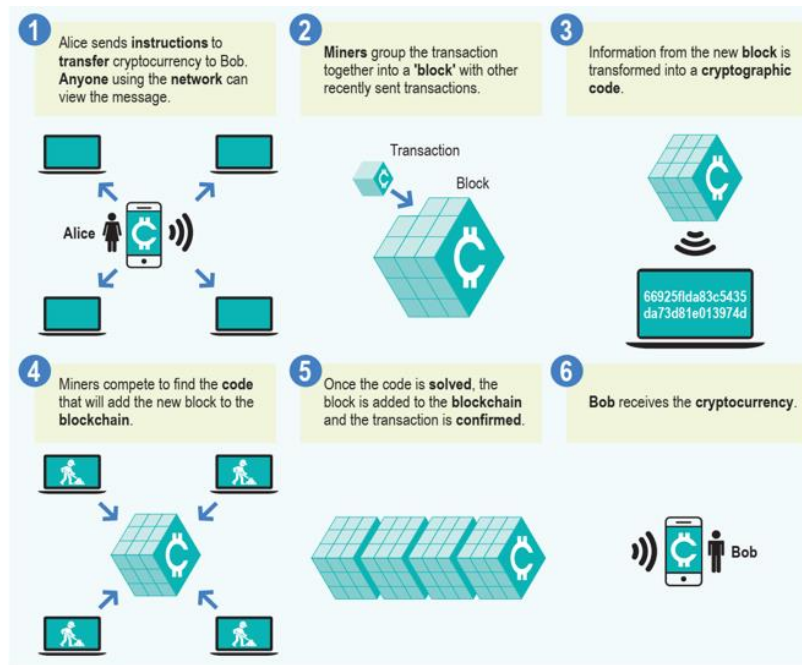 1
Alice sends instructions to
transfer cryptocurrency to Bob.
Anyone using the network can
view the message.
Alice
2
Miners group the transaction
together into a 'block' with other
recently sent transactions.
Transaction
Block
3
Information from the new block is
transformed into a cryptographic
code.
66925flda83c5435
da73d81e013974d
4
Miners compete to find the code
that will add the new block to the
blockchain.
5
Once the code is solved, the
block is added to the blockchain
and the transaction is confirmed.
6
Bob receives the cryptocurrency.
Bob